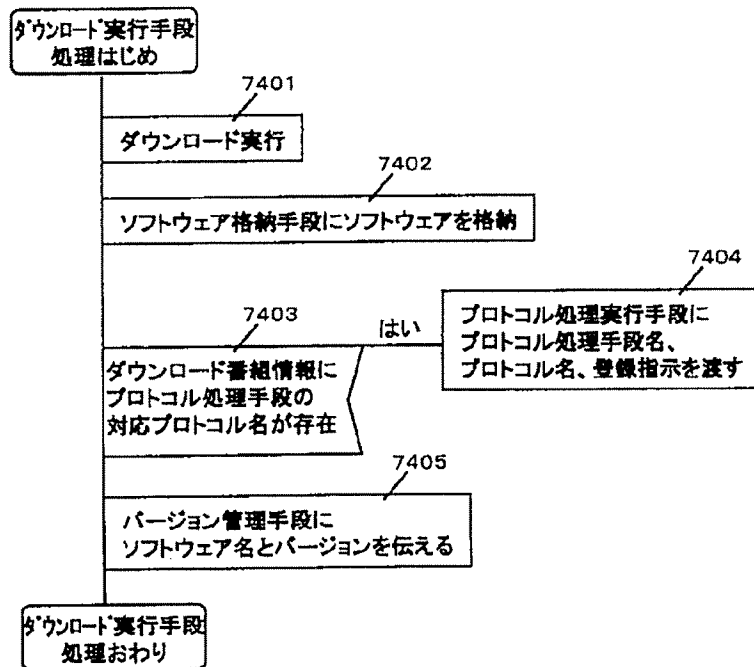 ダウンロード実行手段
処理はじめ
7401
ダウンロード実行
7402
ソフトウェア格納手段にソフトウェアを格納
7403
ダウンロード番組情報に
プロトコル処理手段の
対応プロトコル名が存在
はい
7404
プロトコル処理実行手段に
プロトコル処理手段名、
プロトコル名、登録指示を渡す
7405
バージョン管理手段に
ソフトウェア名とバージョンを伝える
ダウンロード実行手段
処理おわり